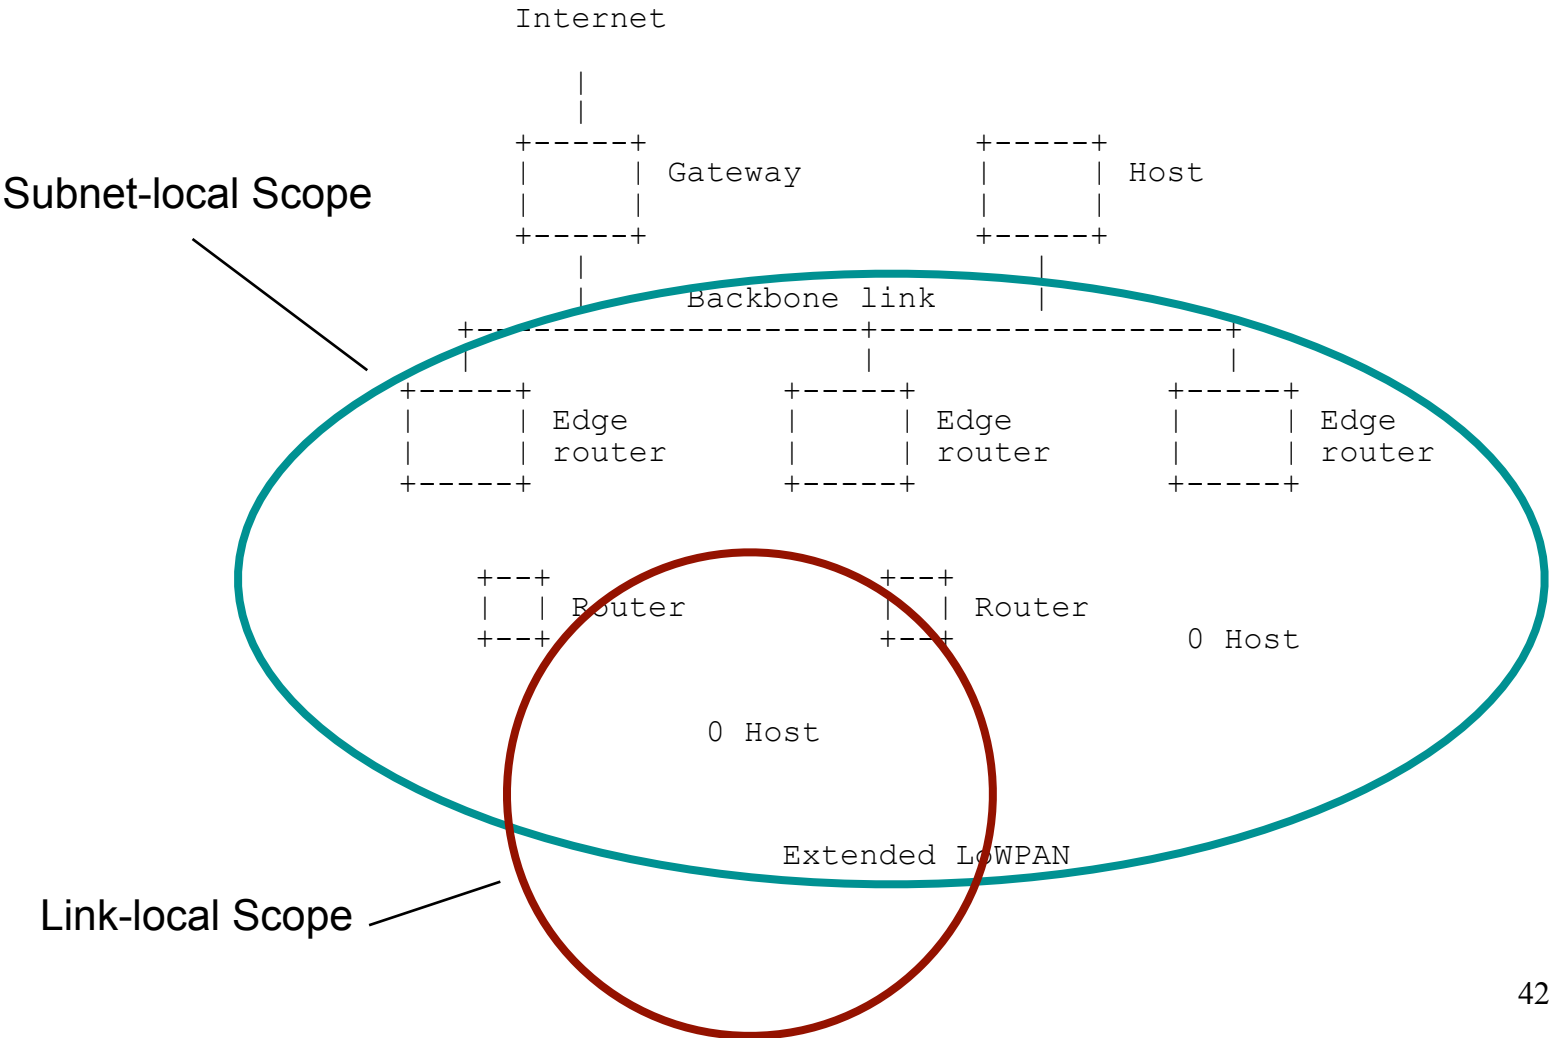 Internet
|
|
+-----+ +-----+
| | Gateway | | Host
Subnet-local Scope
| | | |
+-----+ +-----+
| |
| Backbone link |
+--------------------+------------------+
| | |
+-----+ +-----+ +-----+
| | Edge | | Edge | | Edge
| | router | | router | | router
+-----+ +-----+ +-----+
+--+ +--+
| | Router | | Router
+--+ +--+ 0 Host
0 Host
Extended LoWPAN
Link-local Scope
42